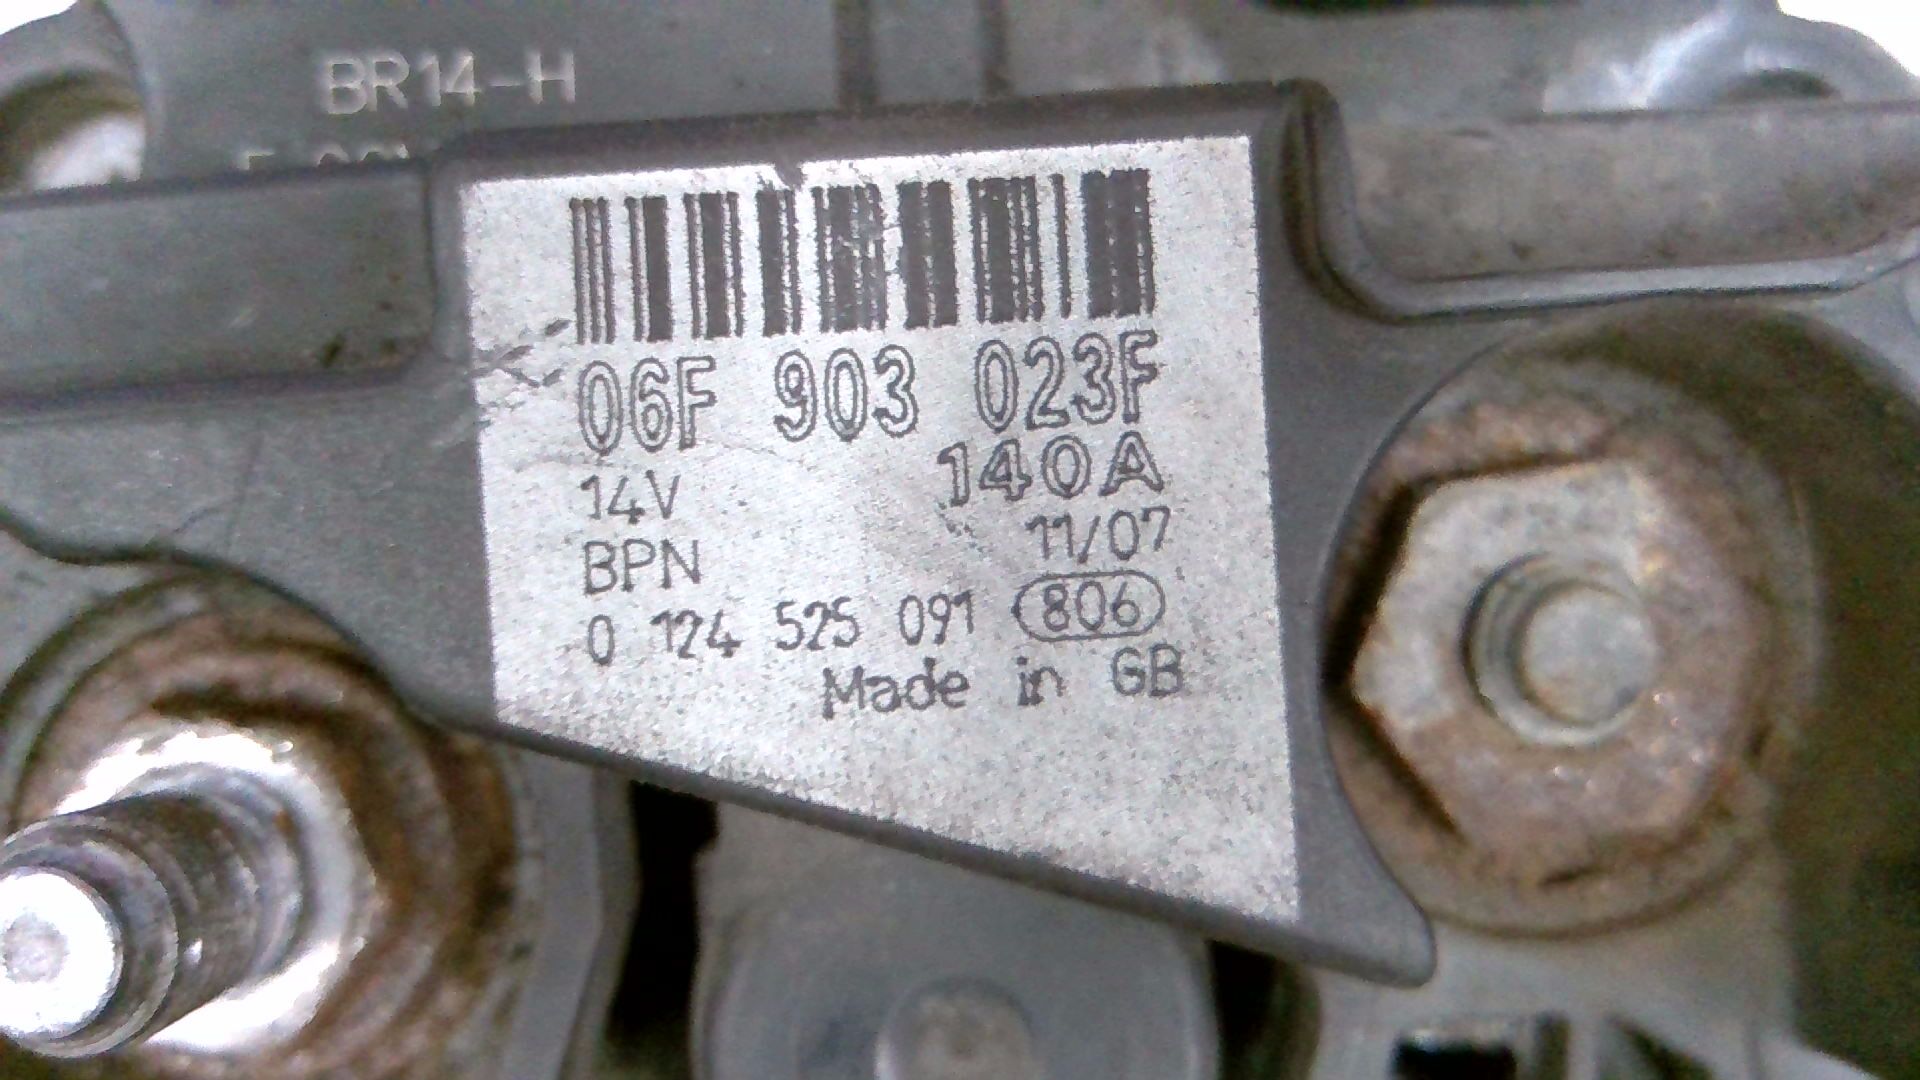 BR14-H
06F 903 023F
14V 140A
BPN 11/07
0 124 525 091 806
Made in GB